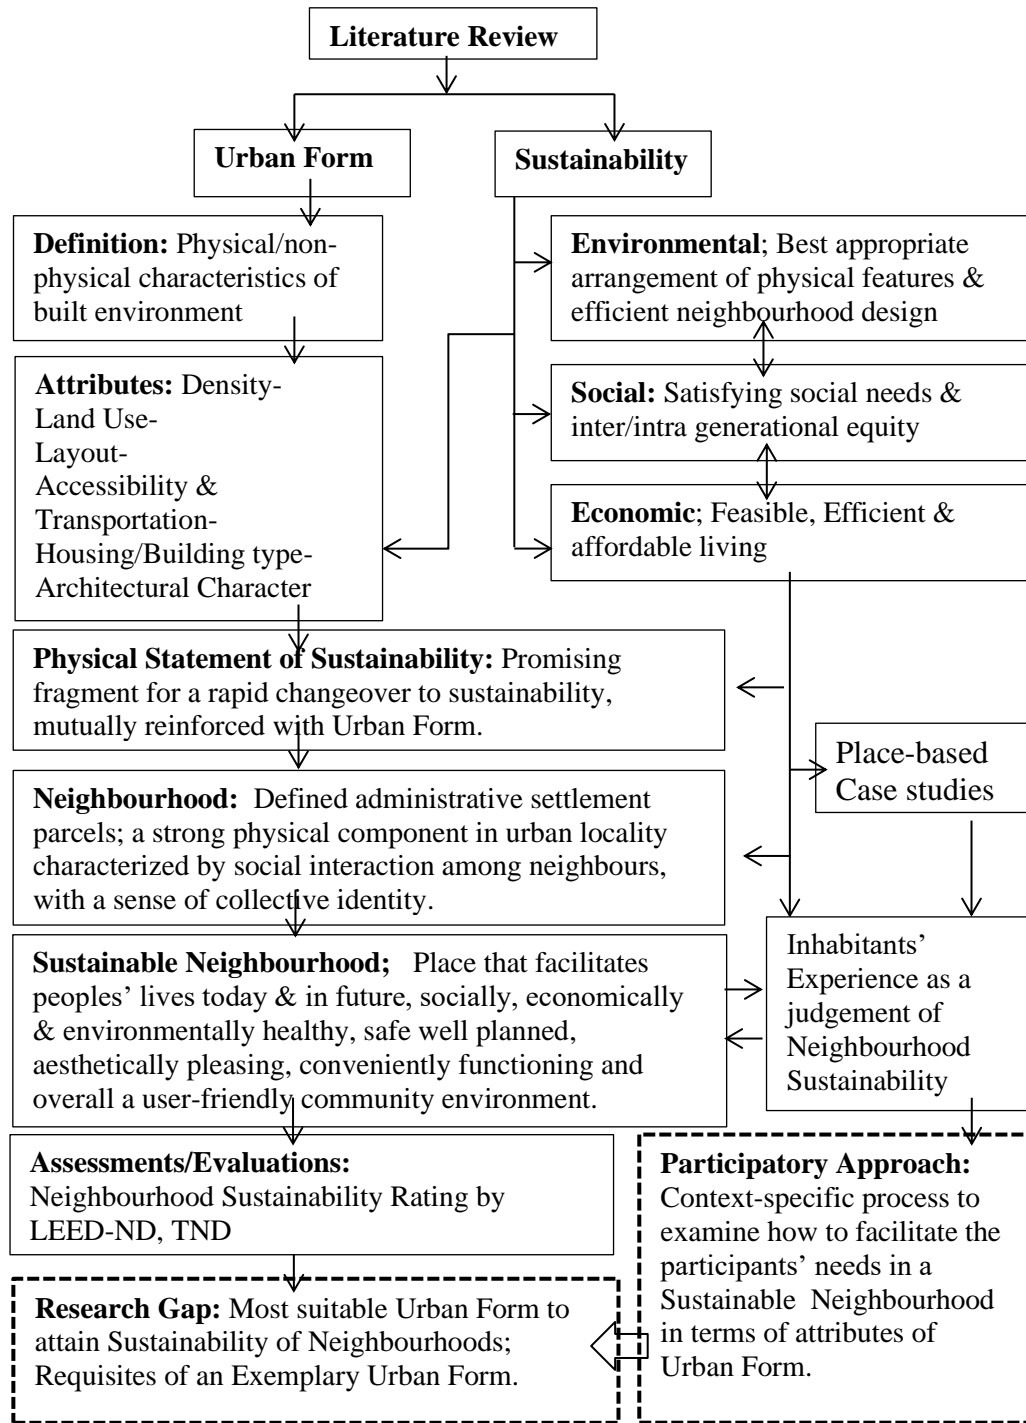 Literature Review
Urban Form
Sustainability
Definition: Physical/non-
physical characteristics of
built environment
Environmental; Best appropriate
arrangement of physical features &
efficient neighbourhood design
Attributes: Density-
Land Use-
Layout-
Accessibility &
Transportation-
Housing/Building type-
Architectural Character
Social: Satisfying social needs &
inter/intra generational equity
Economic; Feasible, Efficient &
affordable living
Physical Statement of Sustainability: Promising
fragment for a rapid changeover to sustainability,
mutually reinforced with Urban Form.
Place-based
Case studies
Neighbourhood: Defined administrative settlement
parcels; a strong physical component in urban locality
characterized by social interaction among neighbours,
with a sense of collective identity.
Sustainable Neighbourhood; Place that facilitates
peoples’ lives today & in future, socially, economically
& environmentally healthy, safe well planned,
aesthetically pleasing, conveniently functioning and
overall a user-friendly community environment.
Inhabitants’
Experience as a
judgement of
Neighbourhood
Sustainability
Assessments/Evaluations:
Neighbourhood Sustainability Rating by
LEED-ND, TND
Participatory Approach:
Context-specific process to
examine how to facilitate the
participants’ needs in a
Sustainable Neighbourhood
in terms of attributes of
Urban Form.
Research Gap: Most suitable Urban Form to
attain Sustainability of Neighbourhoods;
Requisites of an Exemplary Urban Form.